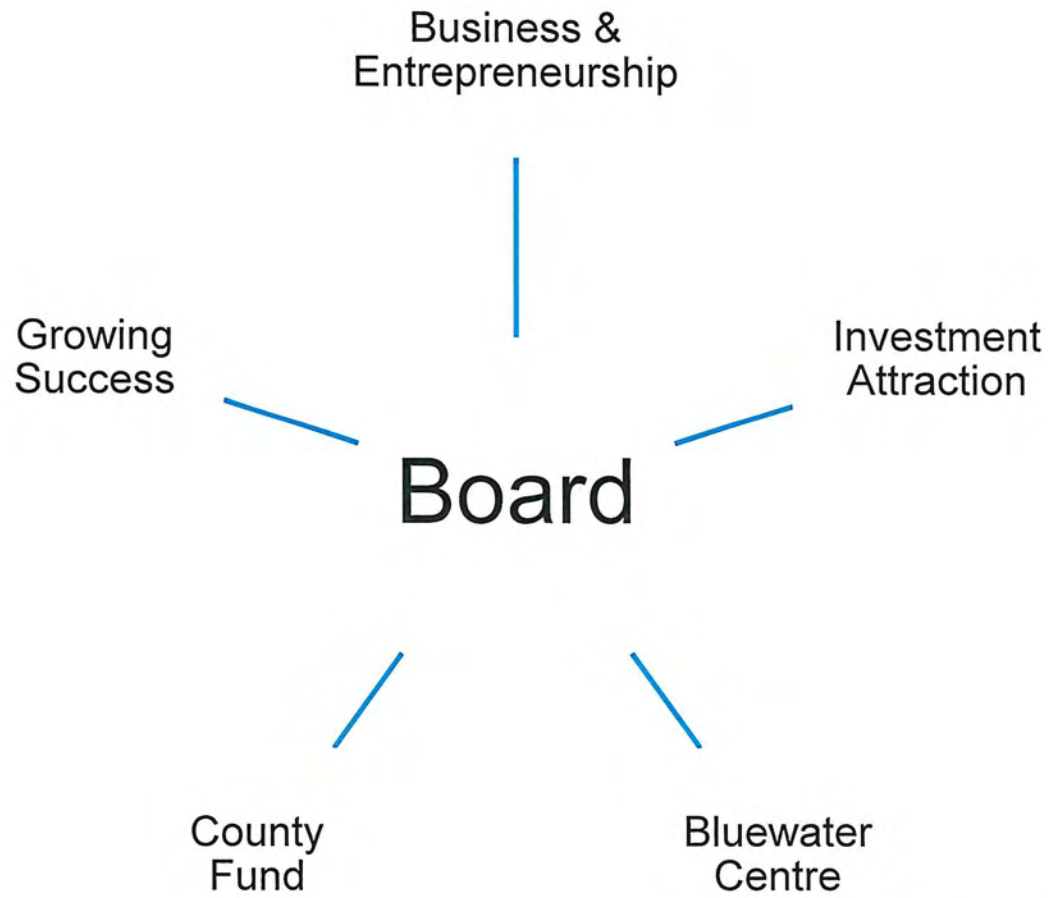 Business &
Entrepreneurship
Growing
Success
Investment
Attraction
Board
County
Fund
Bluewater
Centre